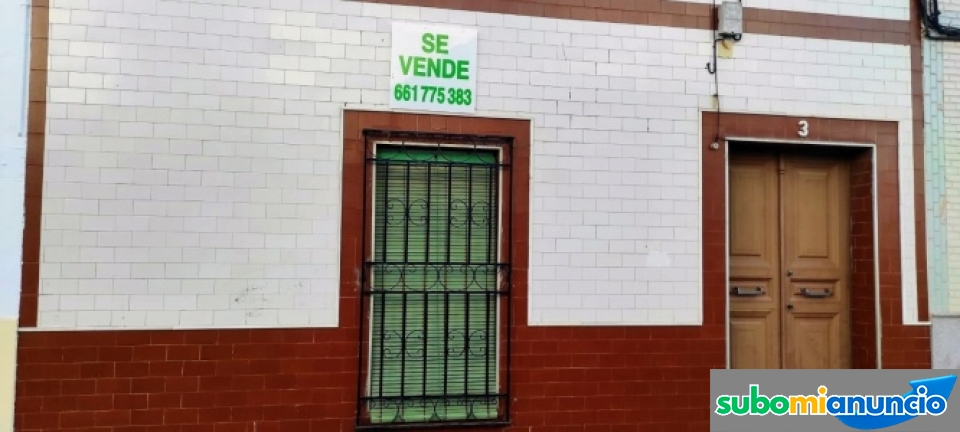 SE
VENDE
661 775 383
3
subomianuncio